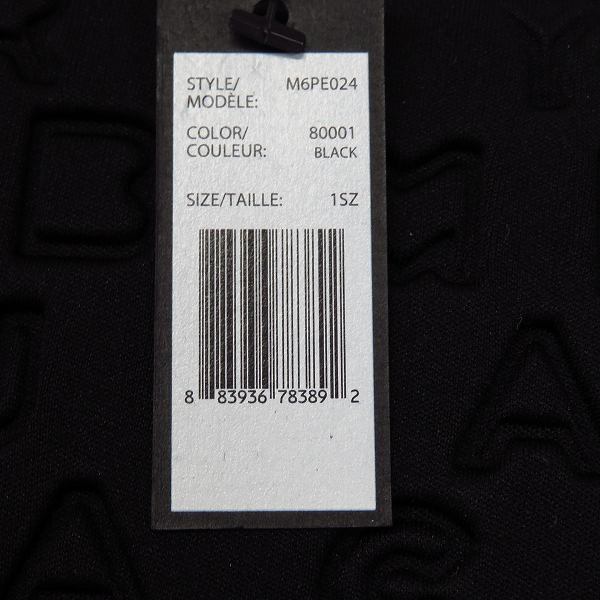 STYLE/ M6PE024
MODÈLE:
COLOR/ 80001
COULEUR: BLACK
SIZE/TAILLE: 1SZ
8 83936 78389 2